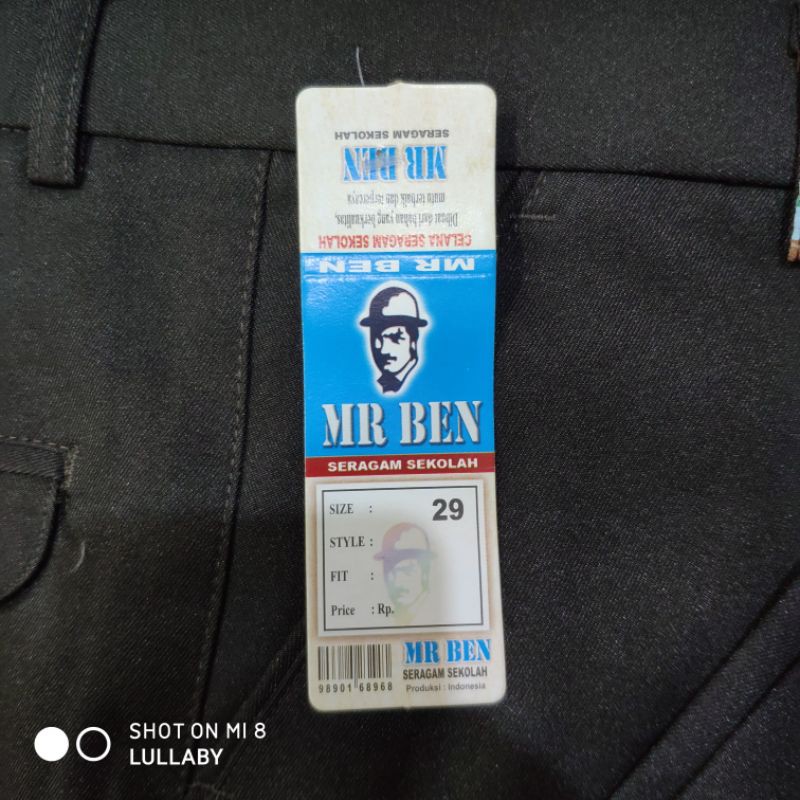 SERAGAM SEKOLAH
MR BEN
mutu terbaik dan terpercaya
Dibuat dari bahan yang berkualitas,
CELANA SERAGAM SEKOLAH
MR BEN
MR BEN
SERAGAM SEKOLAH
SIZE : 29
STYLE :
FIT :
Price : Rp.
98901 68968
MR BEN
SERAGAM SEKOLAH
Produksi : Indonesia
SHOT ON MI 8
LULLABY